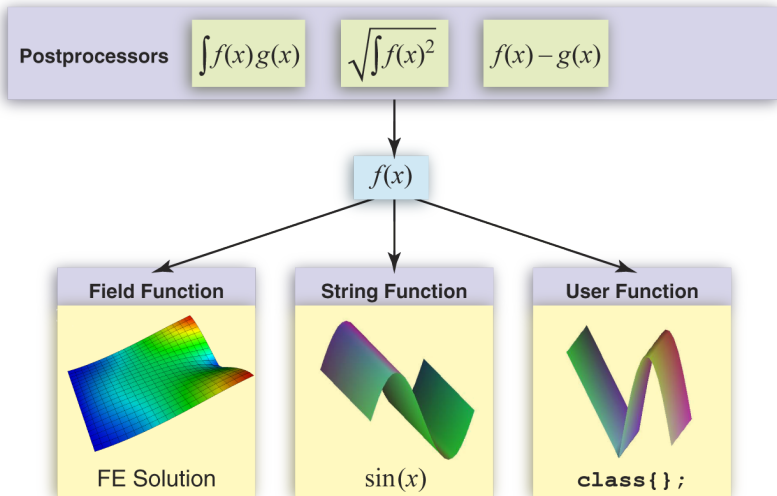 Postprocessors ∫f(x)g(x) √∫f(x)² f(x)−g(x)
f(x)
Field Function String Function User Function
FE Solution sin(x) class{};